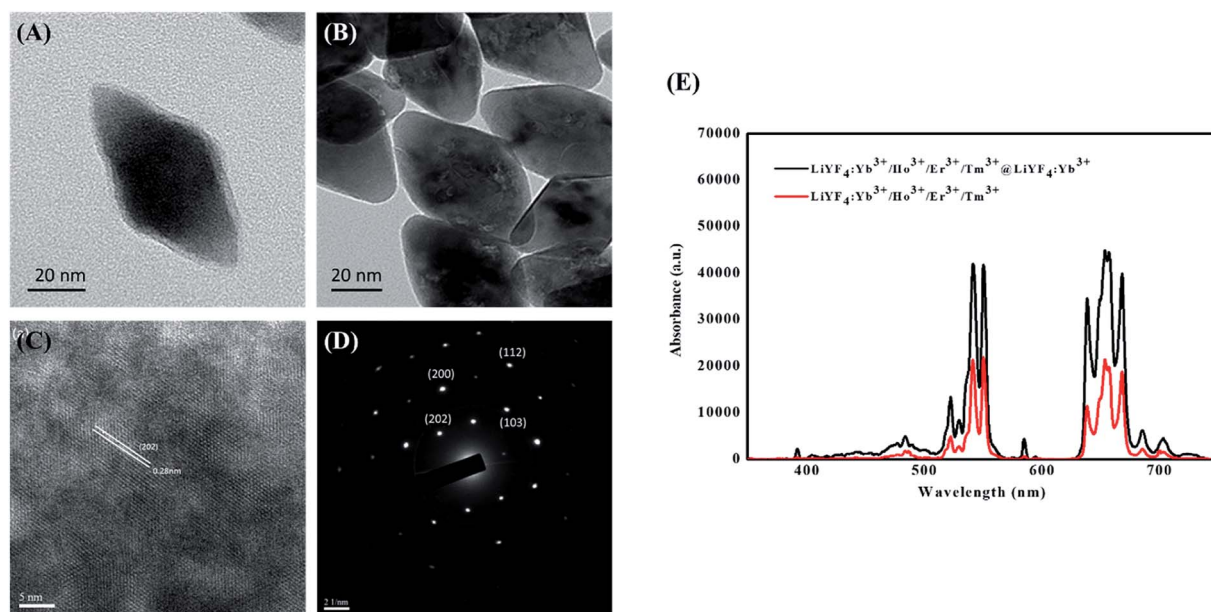 (A)
20 nm
(B)
20 nm
(C)
(202)
0.28nm
5 nm
(D)
(112)
(200)
(202)
(103)
2 1/nm
(E)
70000
60000
50000
40000
30000
20000
10000
0
Absorbance (a.u.)
LiYF4:Yb3+/Ho3+/Er3+/Tm3+@LiYF4:Yb3+
LiYF4:Yb3+/Ho3+/Er3+/Tm3+
400
500
600
700
Wavelength (nm)